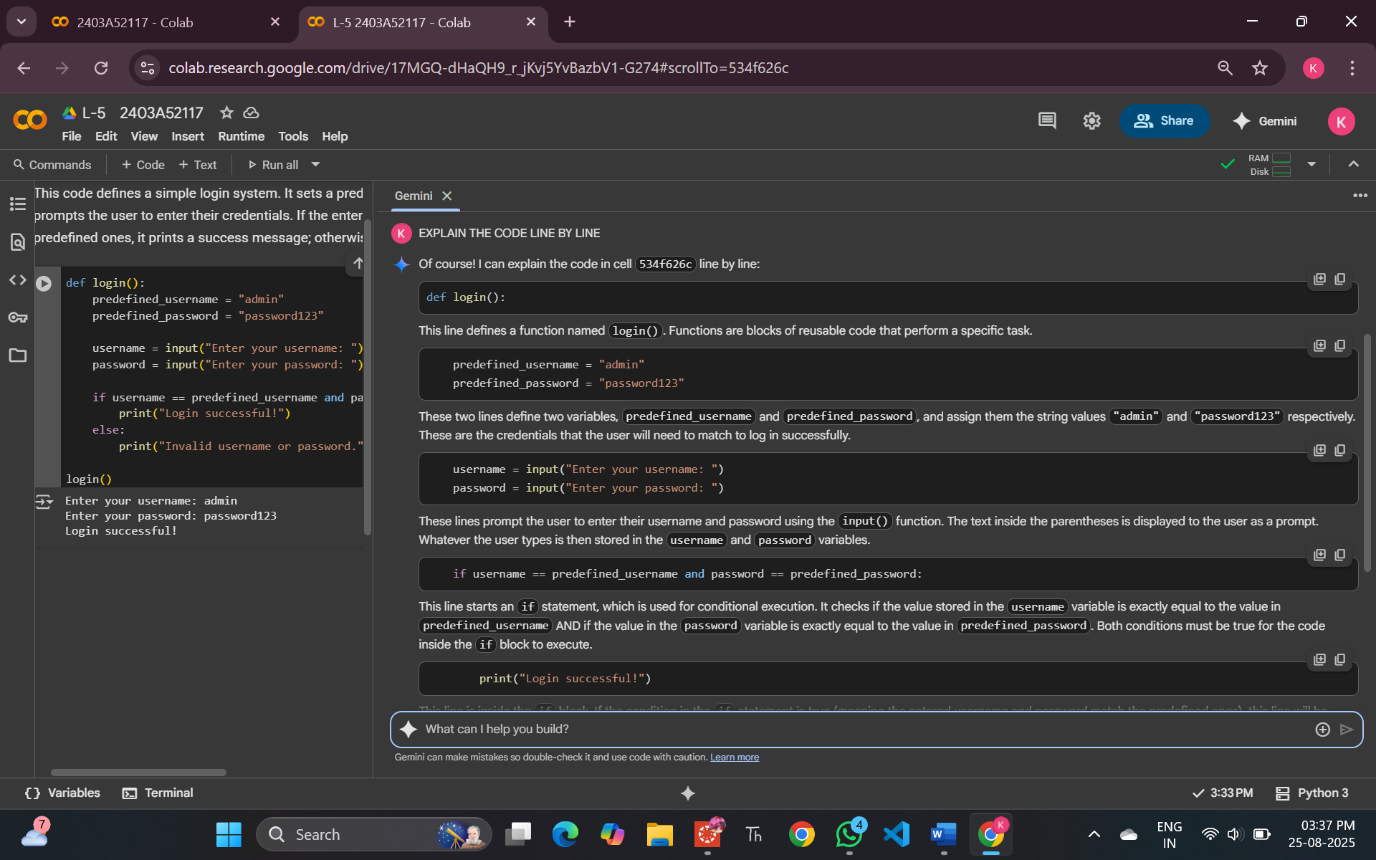 2403A52117 - Colab
L-5 2403A52117 - Colab
colab.research.google.com/drive/17MGQ-dHaQH9_r_jKvj5YvBazbV1-G274#scrollTo=534f626c
K
L-5 2403A52117
File Edit View Insert Runtime Tools Help
Share
Gemini
K
Commands + Code + Text Run all
RAM
Disk
This code defines a simple login system. It sets a pred
prompts the user to enter their credentials. If the enter
predefined ones, it prints a success message; otherwis
def login():
    predefined_username = "admin"
    predefined_password = "password123"
    username = input("Enter your username: ")
    password = input("Enter your password: ")
    if username == predefined_username and pa
        print("Login successful!")
    else:
        print("Invalid username or password."
login()
Enter your username: admin
Enter your password: password123
Login successful!
Gemini
K EXPLAIN THE CODE LINE BY LINE
Of course! I can explain the code in cell 534f626c line by line:
def login():
This line defines a function named login(). Functions are blocks of reusable code that perform a specific task.
    predefined_username = "admin"
    predefined_password = "password123"
These two lines define two variables, predefined_username and predefined_password, and assign them the string values "admin" and "password123" respectively.
These are the credentials that the user will need to match to log in successfully.
    username = input("Enter your username: ")
    password = input("Enter your password: ")
These lines prompt the user to enter their username and password using the input() function. The text inside the parentheses is displayed to the user as a prompt.
Whatever the user types is then stored in the username and password variables.
    if username == predefined_username and password == predefined_password:
This line starts an if statement, which is used for conditional execution. It checks if the value stored in the username variable is exactly equal to the value in
predefined_username AND if the value in the password variable is exactly equal to the value in predefined_password. Both conditions must be true for the code
inside the if block to execute.
        print("Login successful!")
What can I help you build?
Gemini can make mistakes so double-check it and use code with caution. Learn more
Variables Terminal
3:33 PM Python 3
7
Search
Th
4
K
ENG
IN
03:37 PM
25-08-2025